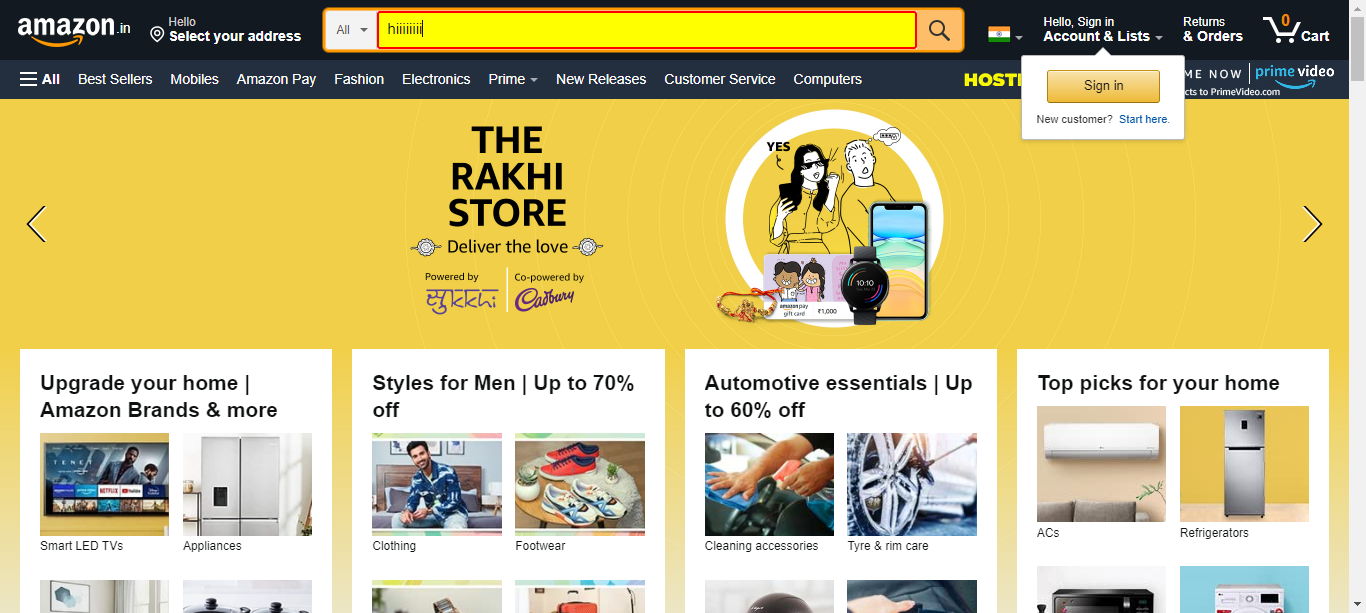 amazon.in
Hello
Select your address
All
hiiiiiiii
Hello, Sign in
Account & Lists
Returns
& Orders
0
Cart
All
Best Sellers
Mobiles
Amazon Pay
Fashion
Electronics
Prime
New Releases
Customer Service
Computers
ME NOW
prime video
cts to PrimeVideo.com
Sign in
New customer? Start here.
THE
RAKHI
STORE
Deliver the love
Powered by
सुkkhi
Co-powered by
Cadbury
YES
10:10
amazon pay
gift card
₹1,000
Upgrade your home |
Amazon Brands & more
TENET
NETFLIX
YouTube
Smart LED TVs
Appliances
Styles for Men | Up to 70%
off
Clothing
Footwear
Automotive essentials | Up
to 60% off
Cleaning accessories
Tyre & rim care
Top picks for your home
ACs
Refrigerators